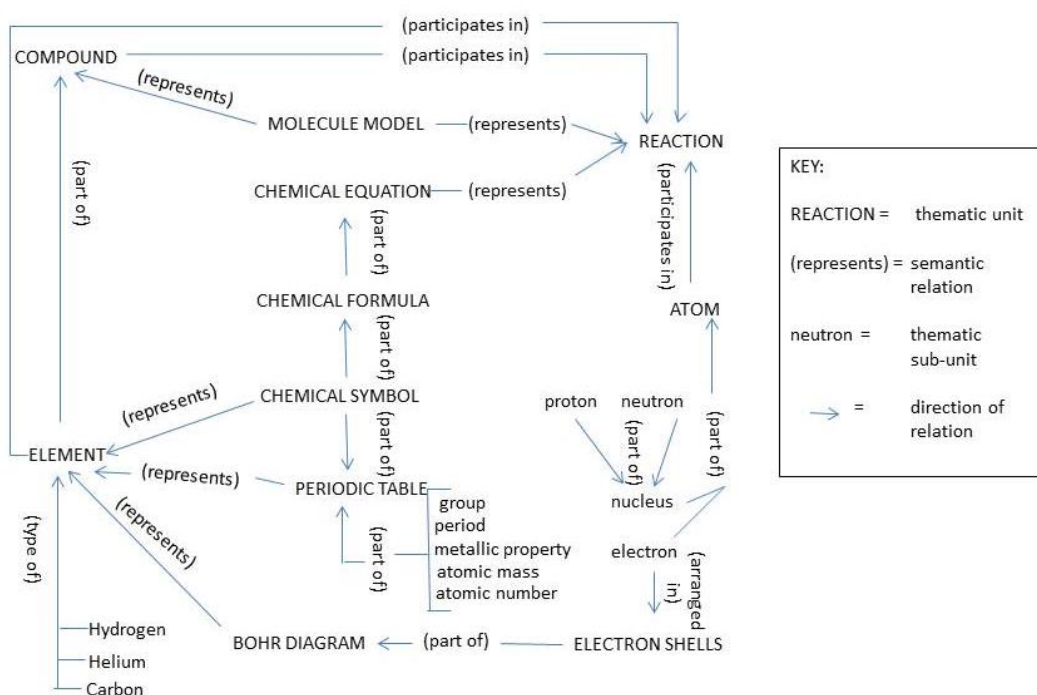 (participates in)
COMPOUND
(participates in)
(represents)
MOLECULE MODEL
(represents)
REACTION
(part of)
CHEMICAL EQUATION
(represents)
(participates in)
(part of)
CHEMICAL FORMULA
ATOM
(part of)
(represents)
CHEMICAL SYMBOL
proton
neutron
(part of)
(part of)
(part of)
ELEMENT
(represents)
PERIODIC TABLE
nucleus
group
period
metallic property
atomic mass
atomic number
(part of)
electron
(arranged
in)
(type of)
(represents)
Hydrogen
Helium
Carbon
BOHR DIAGRAM
(part of)
ELECTRON SHELLS
KEY:
REACTION = thematic unit
(represents) = semantic
relation
neutron = thematic
sub-unit
= direction of
relation